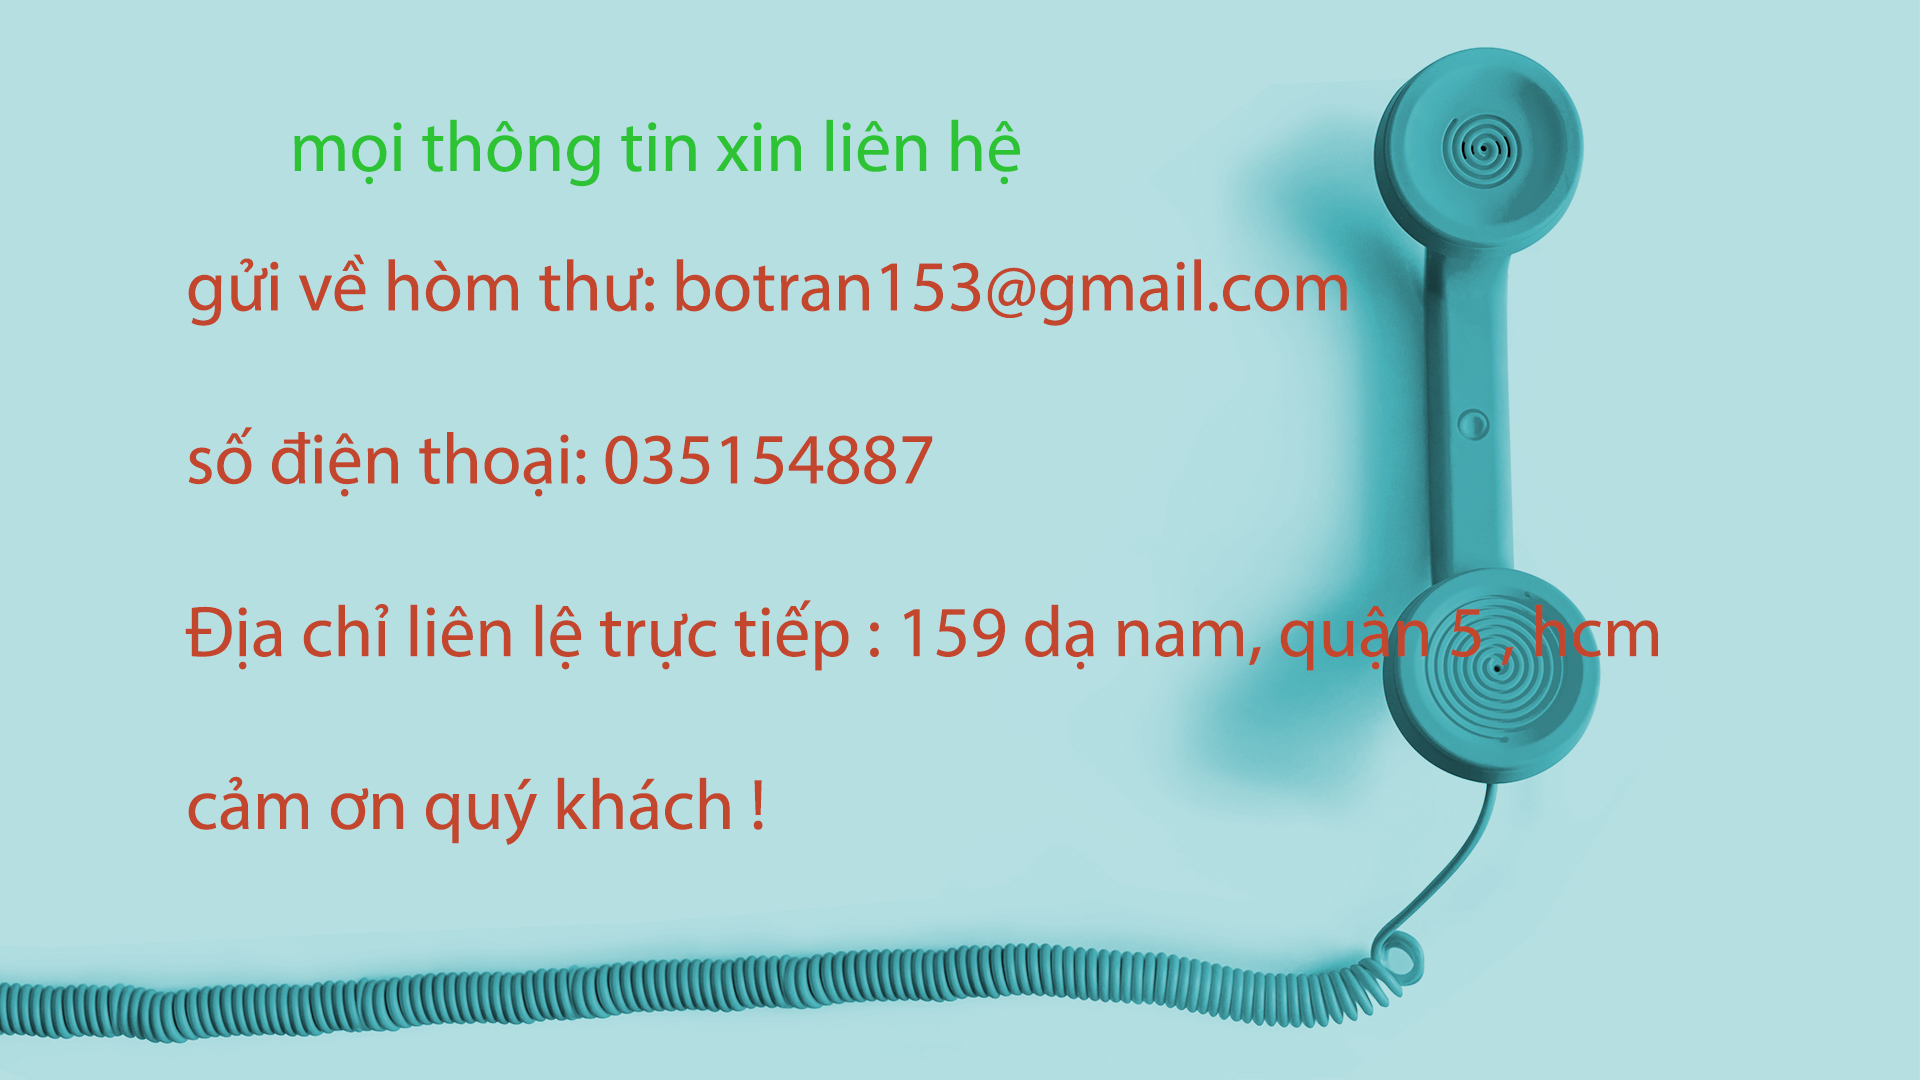 mọi thông tin xin liên hệ
gửi về hòm thư: botran153@gmail.com
số điện thoại: 035154887
Địa chỉ liên lệ trực tiếp : 159 dạ nam, quận 5 , hcm
cảm ơn quý khách !